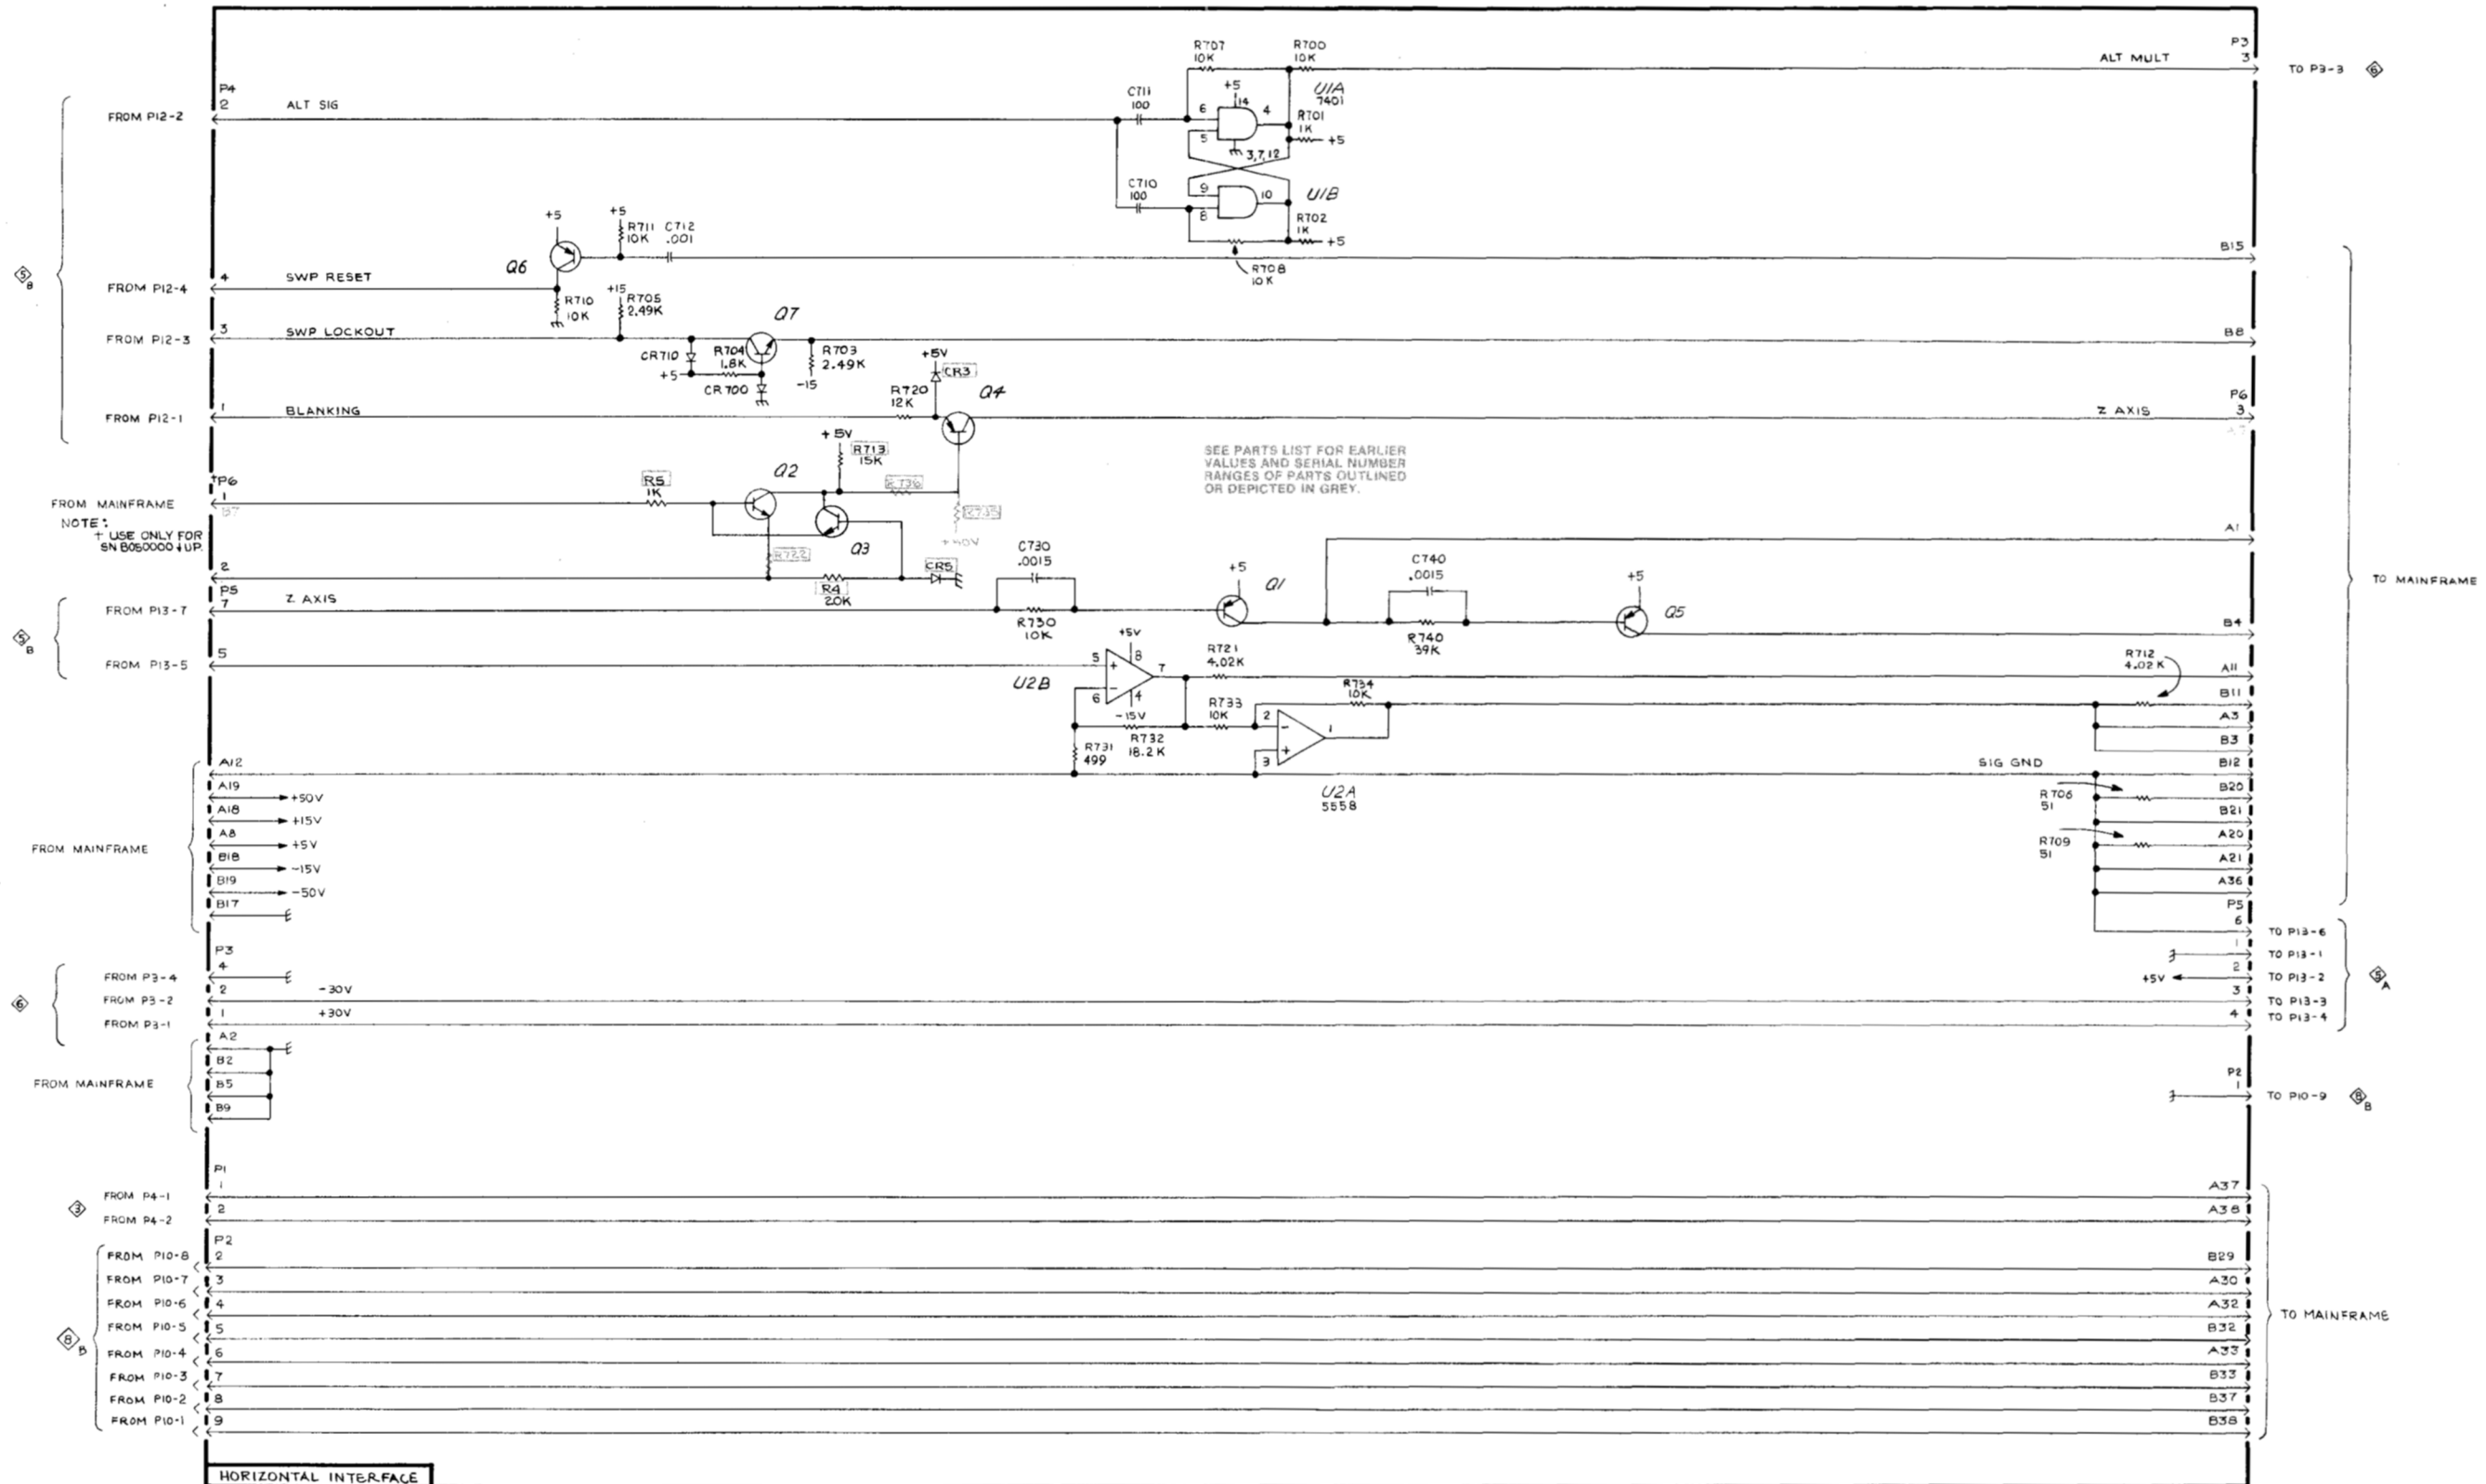 R707
10K
R700
10K
ALT MULT
P3
3
TO P3-3
6
P4
2
ALT SIG
FROM P12-2
C711
100
+5
14
6
4
5
U1A
7401
R701
1K
+5
3,7,12
C710
100
9
10
8
U1B
R702
1K
+5
R708
10K
+5
+5
R711
10K
C712
.001
B15
Q6
4
SWP RESET
FROM P12-4
5
B
R710
10K
+15
R705
2.49K
Q7
3
SWP LOCKOUT
FROM P12-3
B8
CR710
R704
1.8K
+5
CR700
R703
2.49K
-15
+5V
CR3
R720
12K
Q4
1
BLANKING
FROM P12-1
P6
3
Z AXIS
+5V
R713
15K
Q2
R736
SEE PARTS LIST FOR EARLIER
VALUES AND SERIAL NUMBER
RANGES OF PARTS OUTLINED
OR DEPICTED IN GREY.
+P6
1
B7
FROM MAINFRAME
R5
1K
NOTE:
+ USE ONLY FOR
SN B050000 & UP.
Q3
R735
A1
R722
CR5
2
R4
20K
C730
.0015
+5
Q1
C740
.0015
+5
Q5
TO MAINFRAME
P5
7
Z AXIS
FROM P13-7
R730
10K
R740
39K
B4
5
B
5
FROM P13-5
+5V
5
8
7
6
4
-15V
U2B
R721
4.02K
R712
4.02K
A11
B11
R734
10K
R733
10K
2
1
3
A3
R732
18.2K
R731
499
B3
A12
SIG GND
B12
U2A
5558
A19
+50V
A18
+15V
A8
+5V
B18
-15V
B19
-50V
B17
FROM MAINFRAME
R706
51
B20
B21
R709
51
A20
A21
A36
P5
6
TO P13-6
1
TO P13-1
2
+5V
TO P13-2
3
TO P13-3
4
TO P13-4
5
A
P3
4
FROM P3-4
2
-30V
FROM P3-2
1
+30V
FROM P3-1
6
A2
B2
B5
B9
FROM MAINFRAME
P2
1
TO P10-9
8
B
P1
1
FROM P4-1
A37
2
FROM P4-2
A38
3
P2
FROM P10-8
2
B29
FROM P10-7
3
A30
FROM P10-6
4
A32
FROM P10-5
5
B32
FROM P10-4
6
A33
FROM P10-3
7
B33
FROM P10-2
8
B37
FROM P10-1
9
B38
8
B
TO MAINFRAME
HORIZONTAL INTERFACE